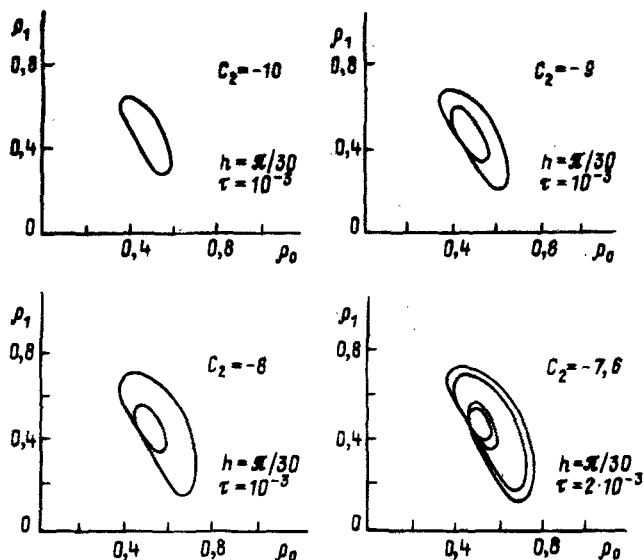 ρ₁
0,8
0,4
0
0,4 0,8 ρ₀
C₂ = −10
h = π/30
τ = 10⁻³
ρ₁
0,8
0,4
0
0,4 0,8 ρ₀
C₂ = −9
h = π/30
τ = 10⁻³
ρ₁
0,8
0,4
0
0,4 0,8 ρ₀
C₂ = −8
h = π/30
τ = 10⁻³
ρ₁
0,8
0,4
0
0,4 0,8 ρ₀
C₂ = −7,6
h = π/30
τ = 2·10⁻³